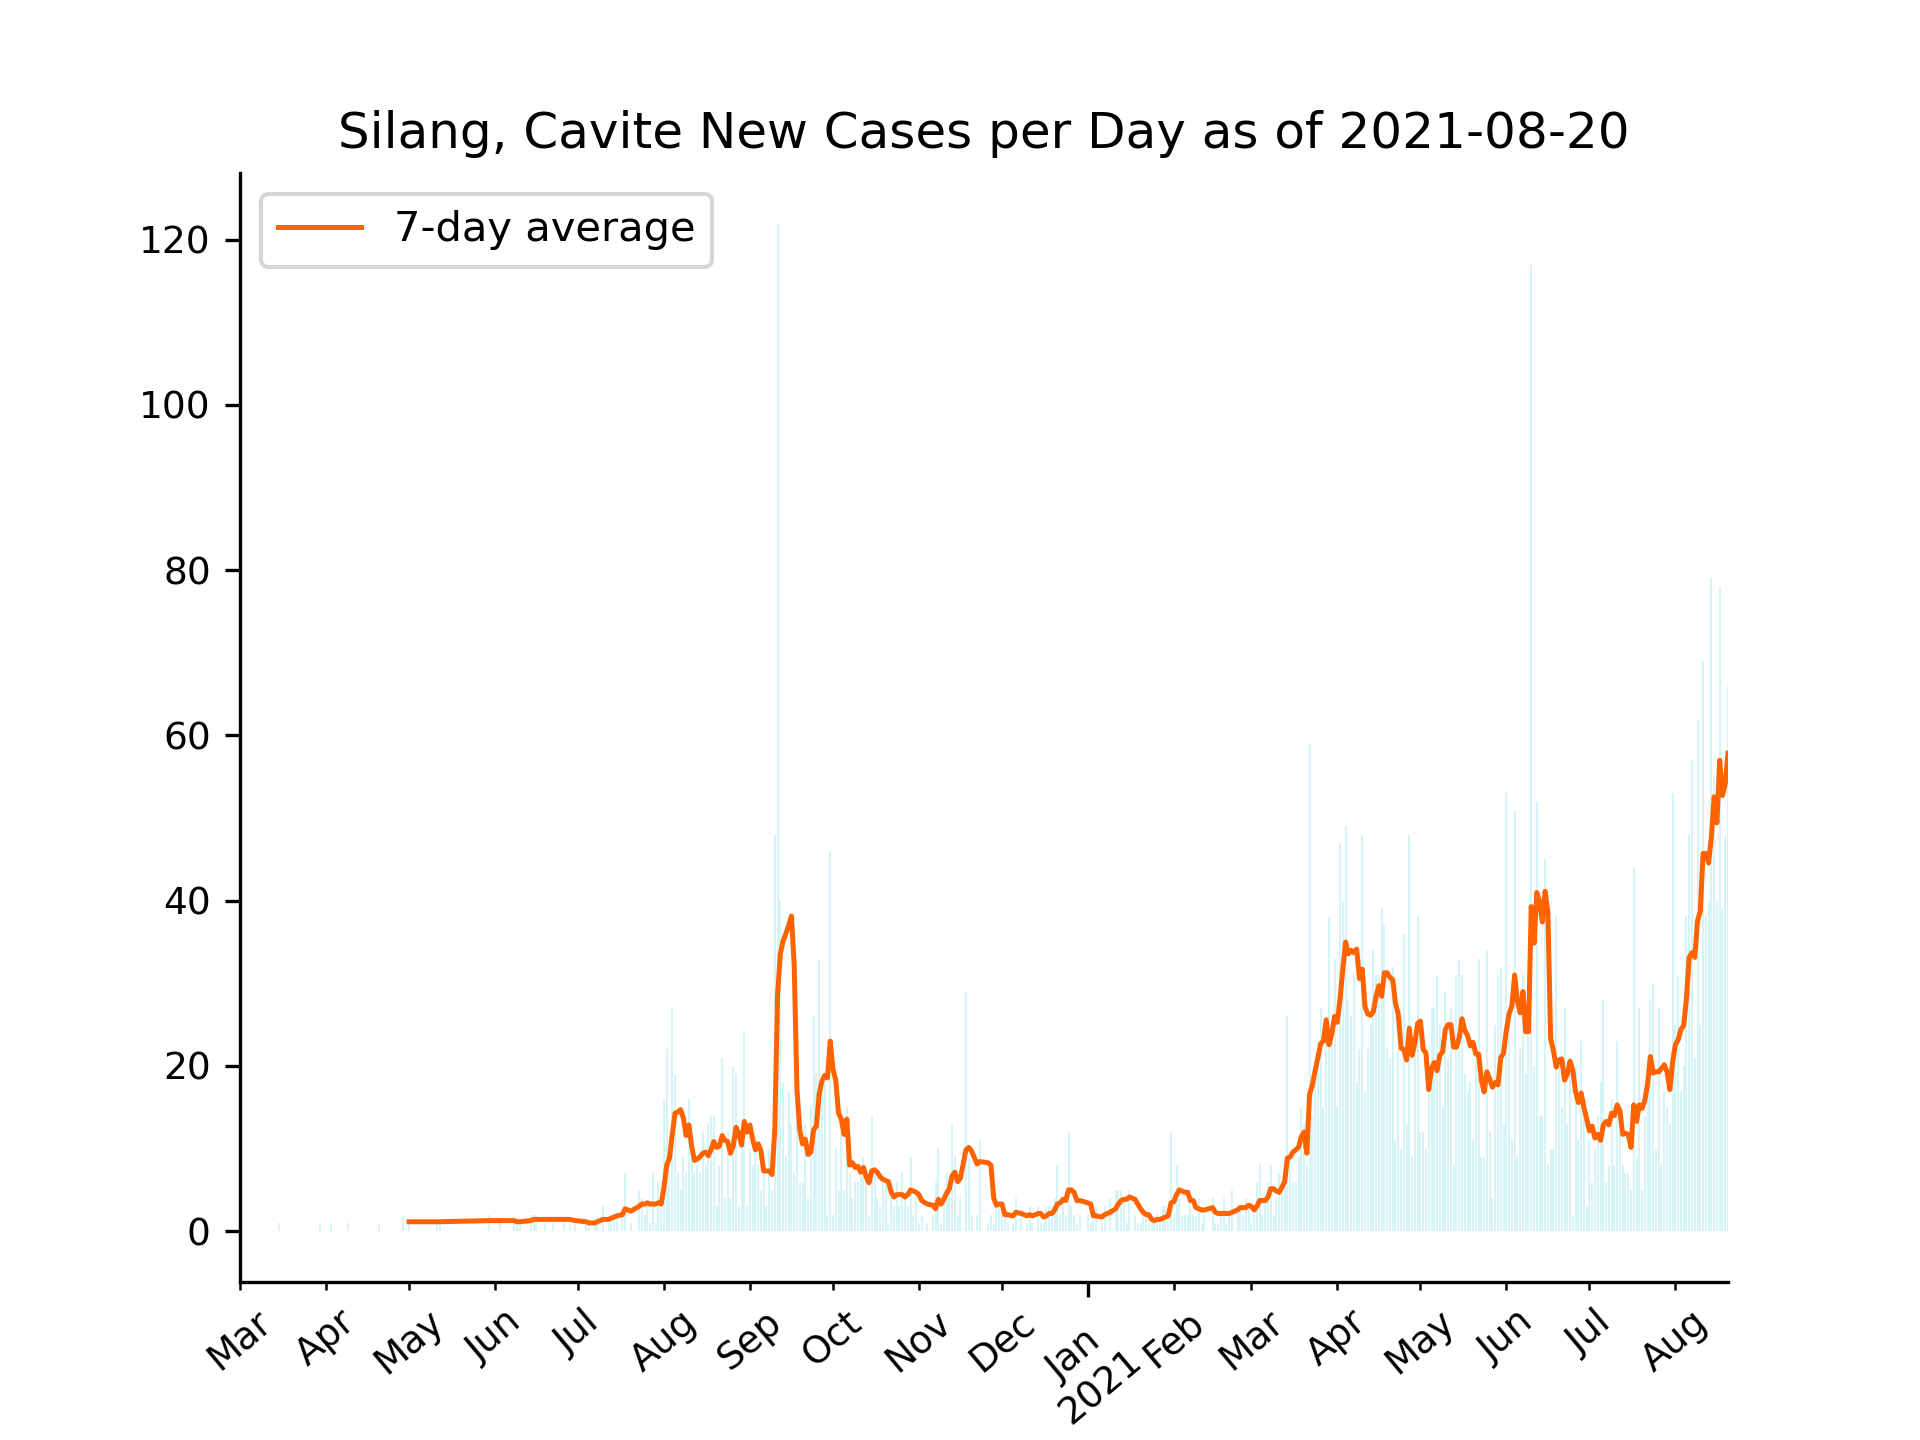 Silang, Cavite New Cases per Day as of 2021-08-20
7-day average
120
100
80
60
40
20
0
Mar Apr May Jun Jul Aug Sep Oct Nov Dec Jan Feb Mar Apr May Jun Jul Aug
2021